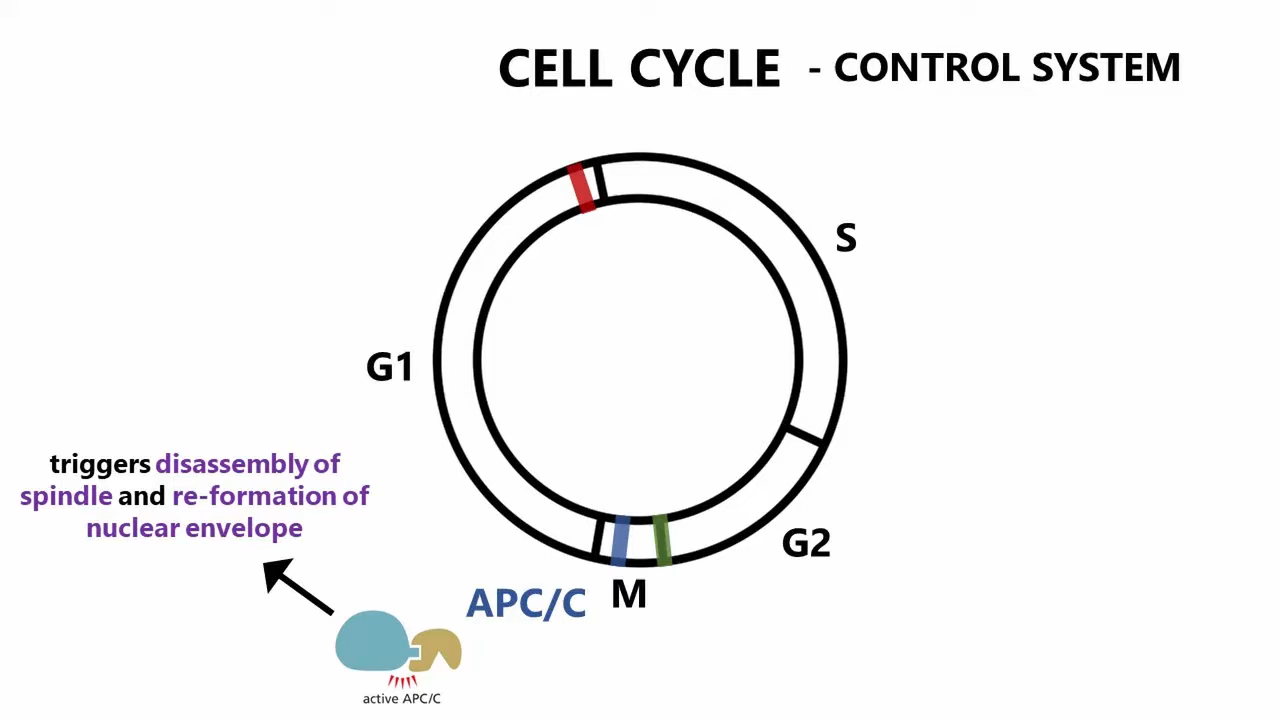 CELL CYCLE - CONTROL SYSTEM
S
G1
triggers disassembly of
spindle and re-formation of
nuclear envelope
G2
APC/C
M
active APC/C